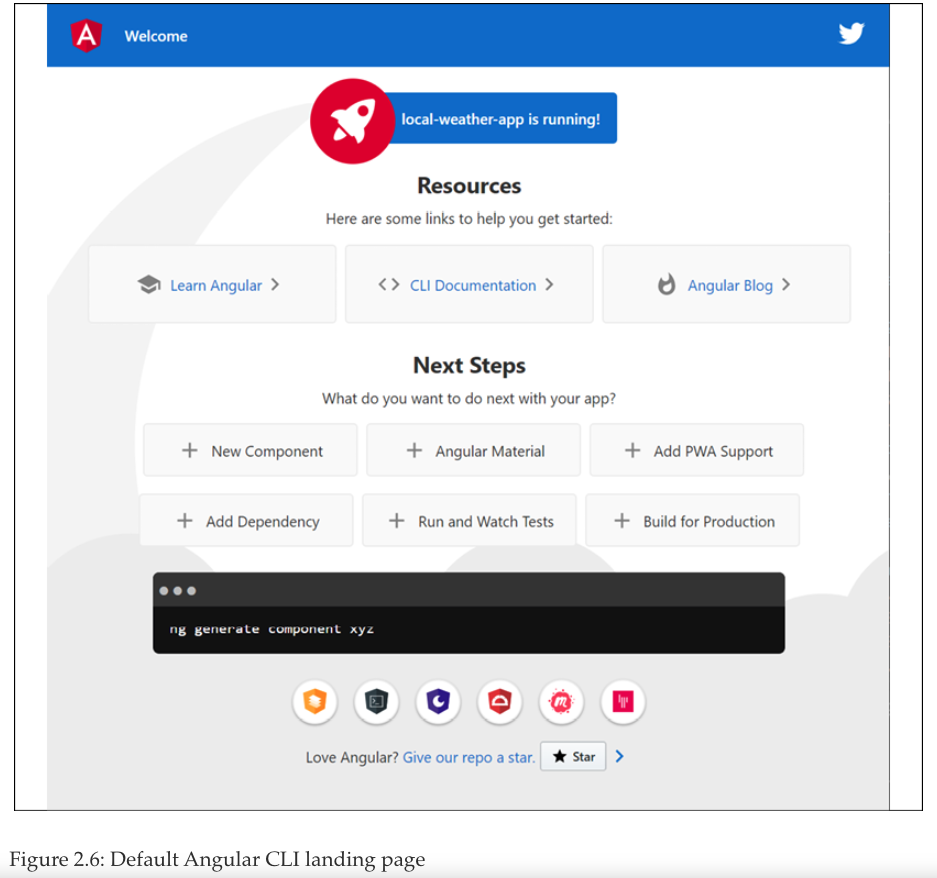 Welcome
local-weather-app is running!
Resources
Here are some links to help you get started:
Learn Angular
CLI Documentation
Angular Blog
Next Steps
What do you want to do next with your app?
New Component
Angular Material
Add PWA Support
Add Dependency
Run and Watch Tests
Build for Production
ng generate component xyz
Love Angular? Give our repo a star. Star
Figure 2.6: Default Angular CLI landing page